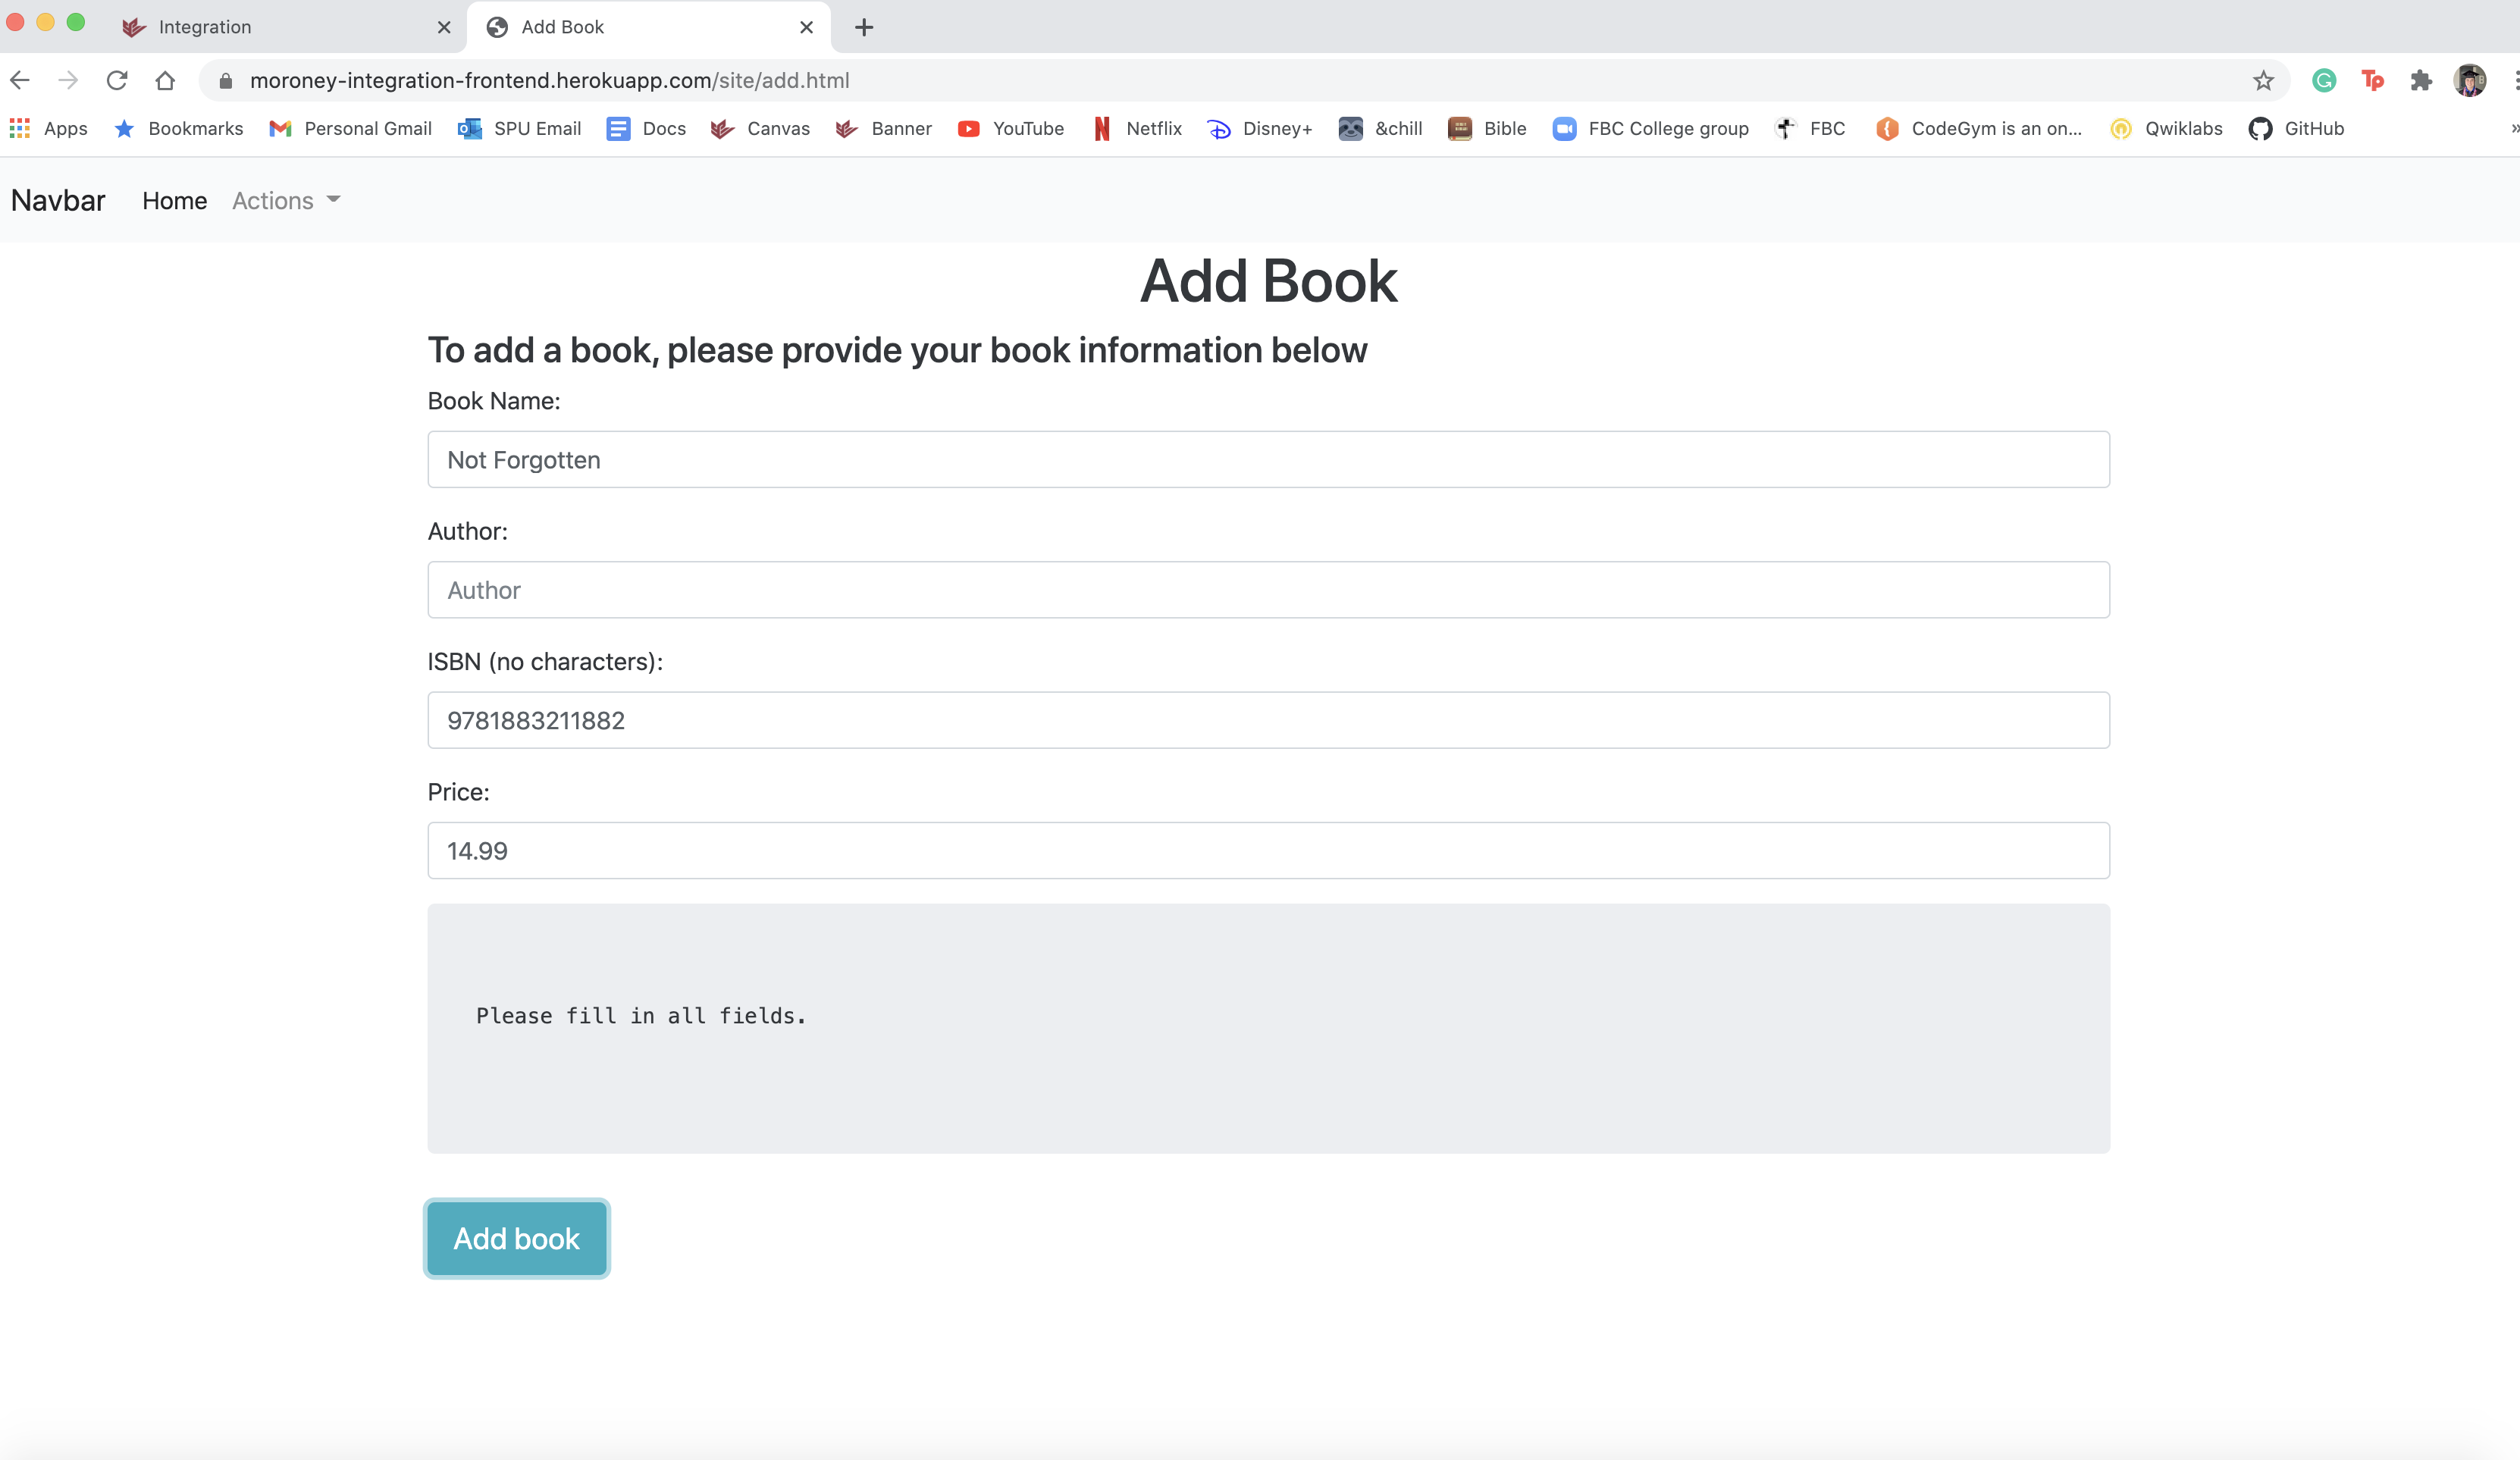 Integration
Add Book
moroney-integration-frontend.herokuapp.com/site/add.html
Apps Bookmarks Personal Gmail SPU Email Docs Canvas Banner YouTube Netflix Disney+ &chill Bible FBC College group FBC CodeGym is an on... Qwiklabs GitHub »
Navbar Home Actions
Add Book
To add a book, please provide your book information below
Book Name:
Not Forgotten
Author:
Author
ISBN (no characters):
9781883211882
Price:
14.99
Please fill in all fields.
Add book